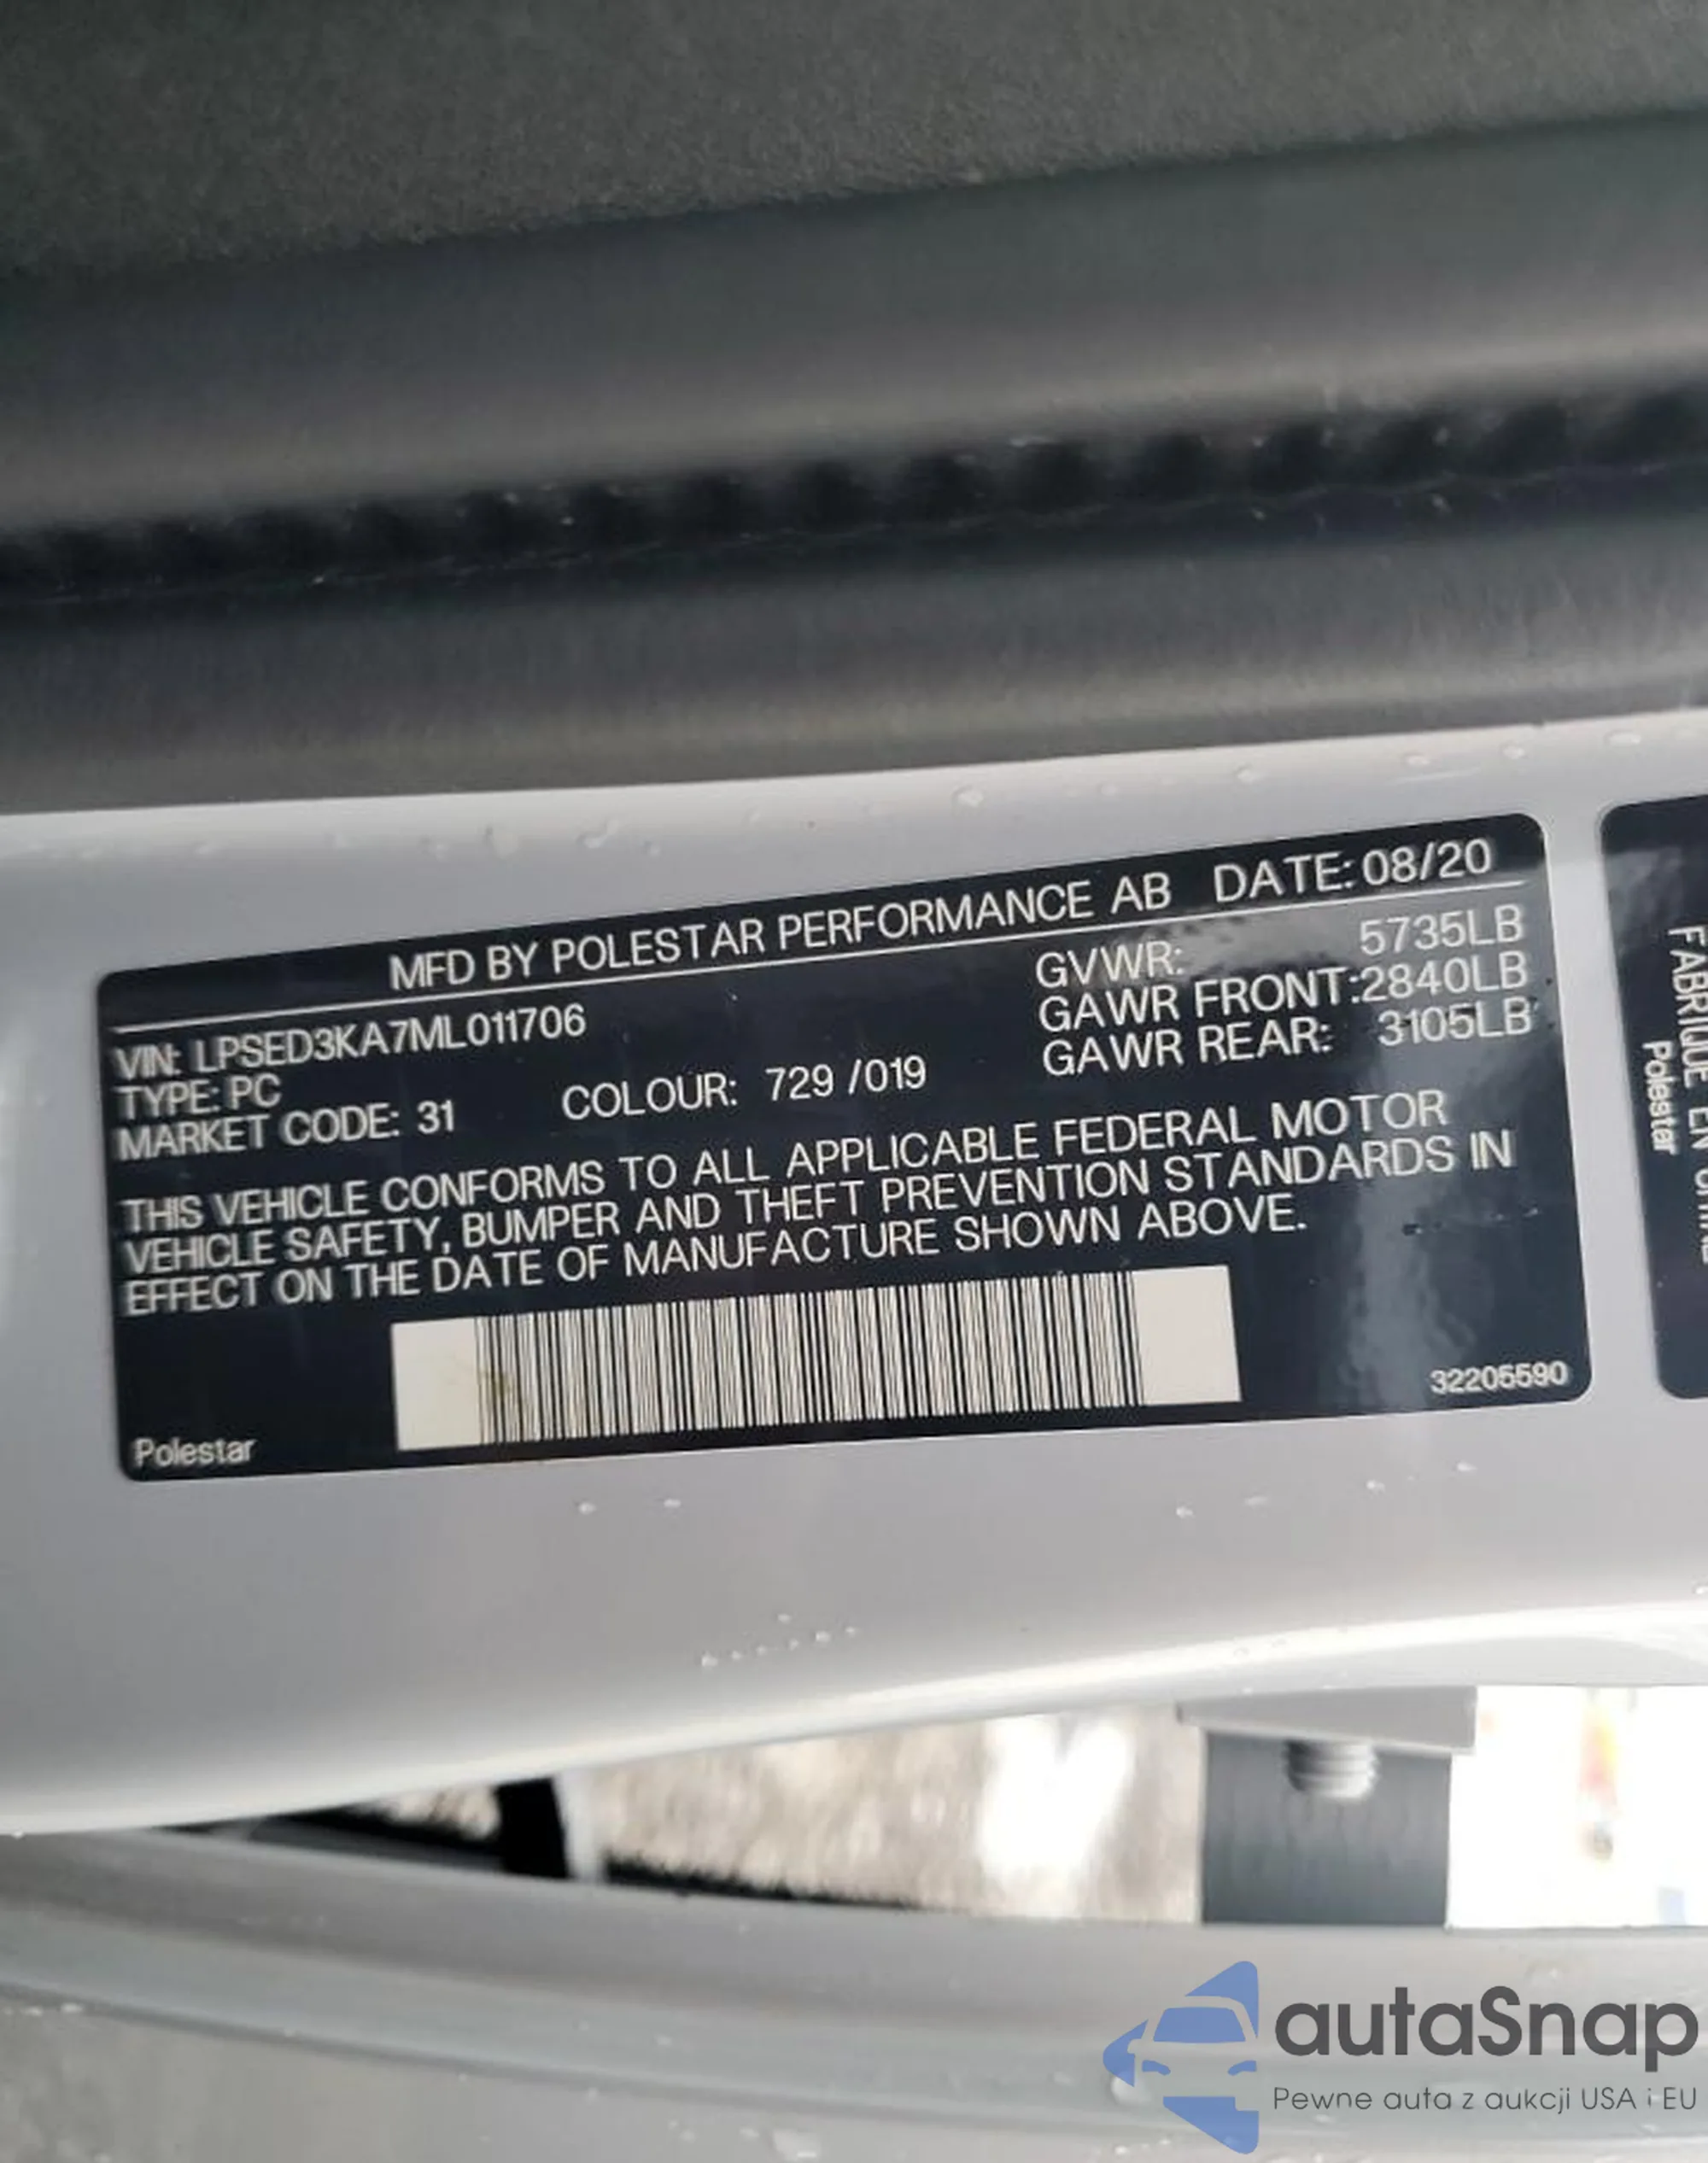 MFD BY POLESTAR PERFORMANCE AB DATE: 08/20
VIN: LPSED3KA7ML011706
TYPE: PC
MARKET CODE: 31
COLOUR: 729 /019
GVWR: 5735LB
GAWR FRONT: 2840LB
GAWR REAR: 3105LB
THIS VEHICLE CONFORMS TO ALL APPLICABLE FEDERAL MOTOR
VEHICLE SAFETY, BUMPER AND THEFT PREVENTION STANDARDS IN
EFFECT ON THE DATE OF MANUFACTURE SHOWN ABOVE.
32205590
Polestar
FABRIQUÉ EN
Polestar
autaSnap
Pewne auta z aukcji USA i EU